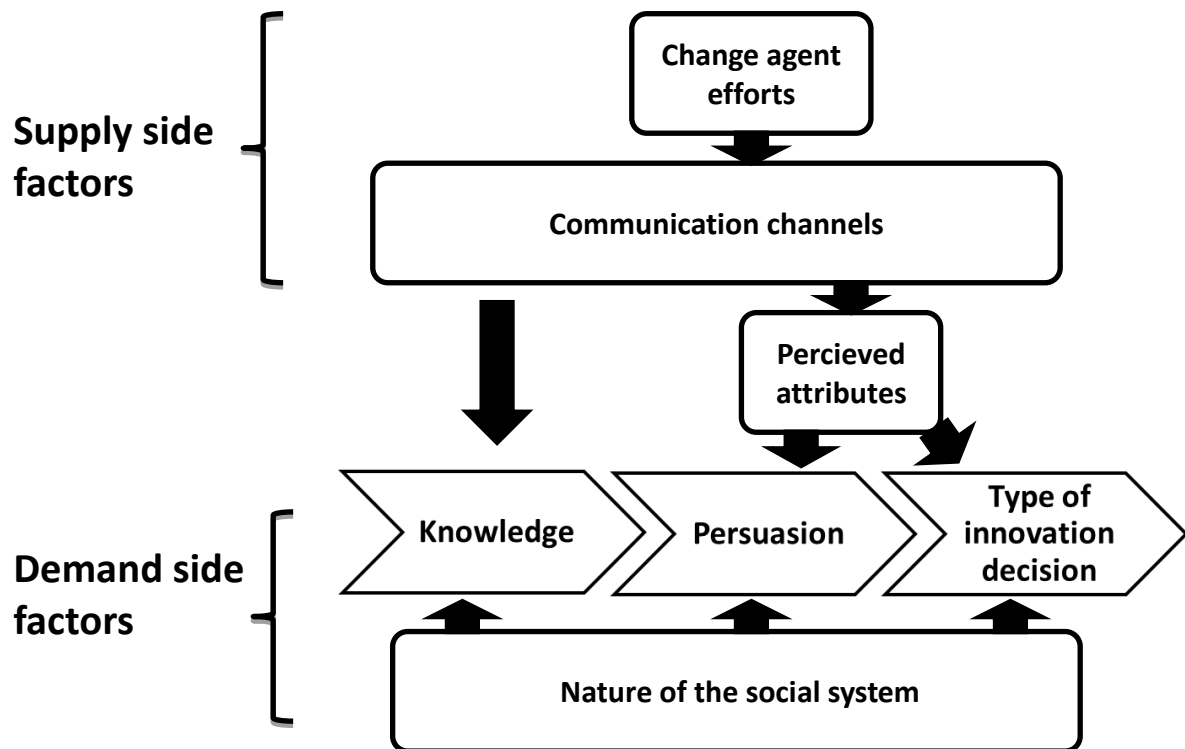 Change agent
efforts
Supply side
factors
Communication channels
Percieved
attributes
Knowledge
Persuasion
Type of
innovation
decision
Demand side
factors
Nature of the social system